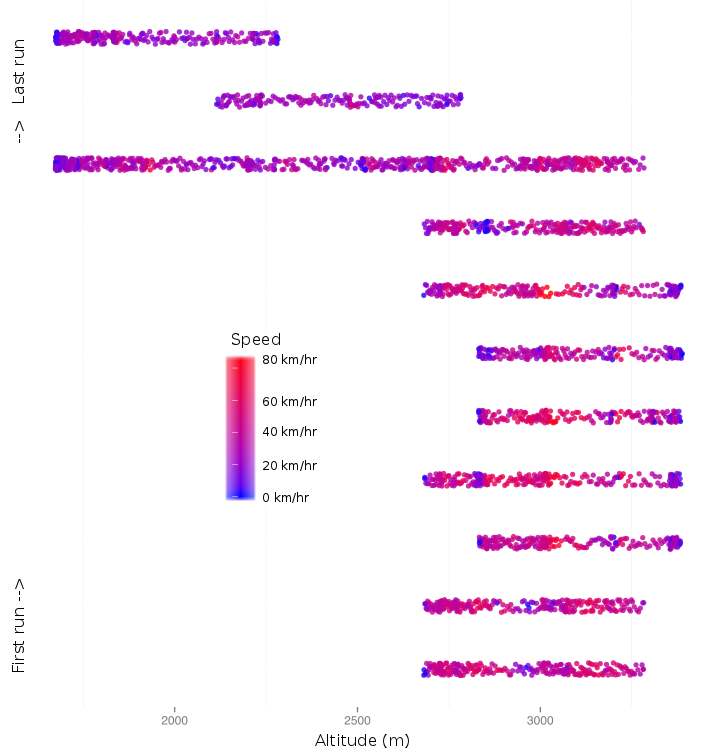 --> Last run
Speed
80 km/hr
60 km/hr
40 km/hr
20 km/hr
0 km/hr
First run -->
2000 2500 3000
Altitude (m)